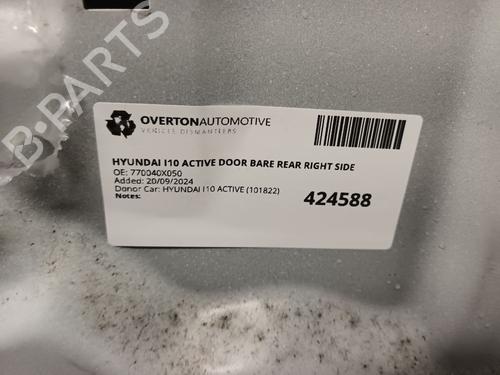 OVERTONAUTOMOTIVE
VEHICLE DISMANTLERS
HYUNDAI I10 ACTIVE DOOR BARE REAR RIGHT SIDE
OE: 770040X050
Added: 20/09/2024
Donor Car: HYUNDAI I10 ACTIVE (101822)
Notes:
424588
B-PARTS